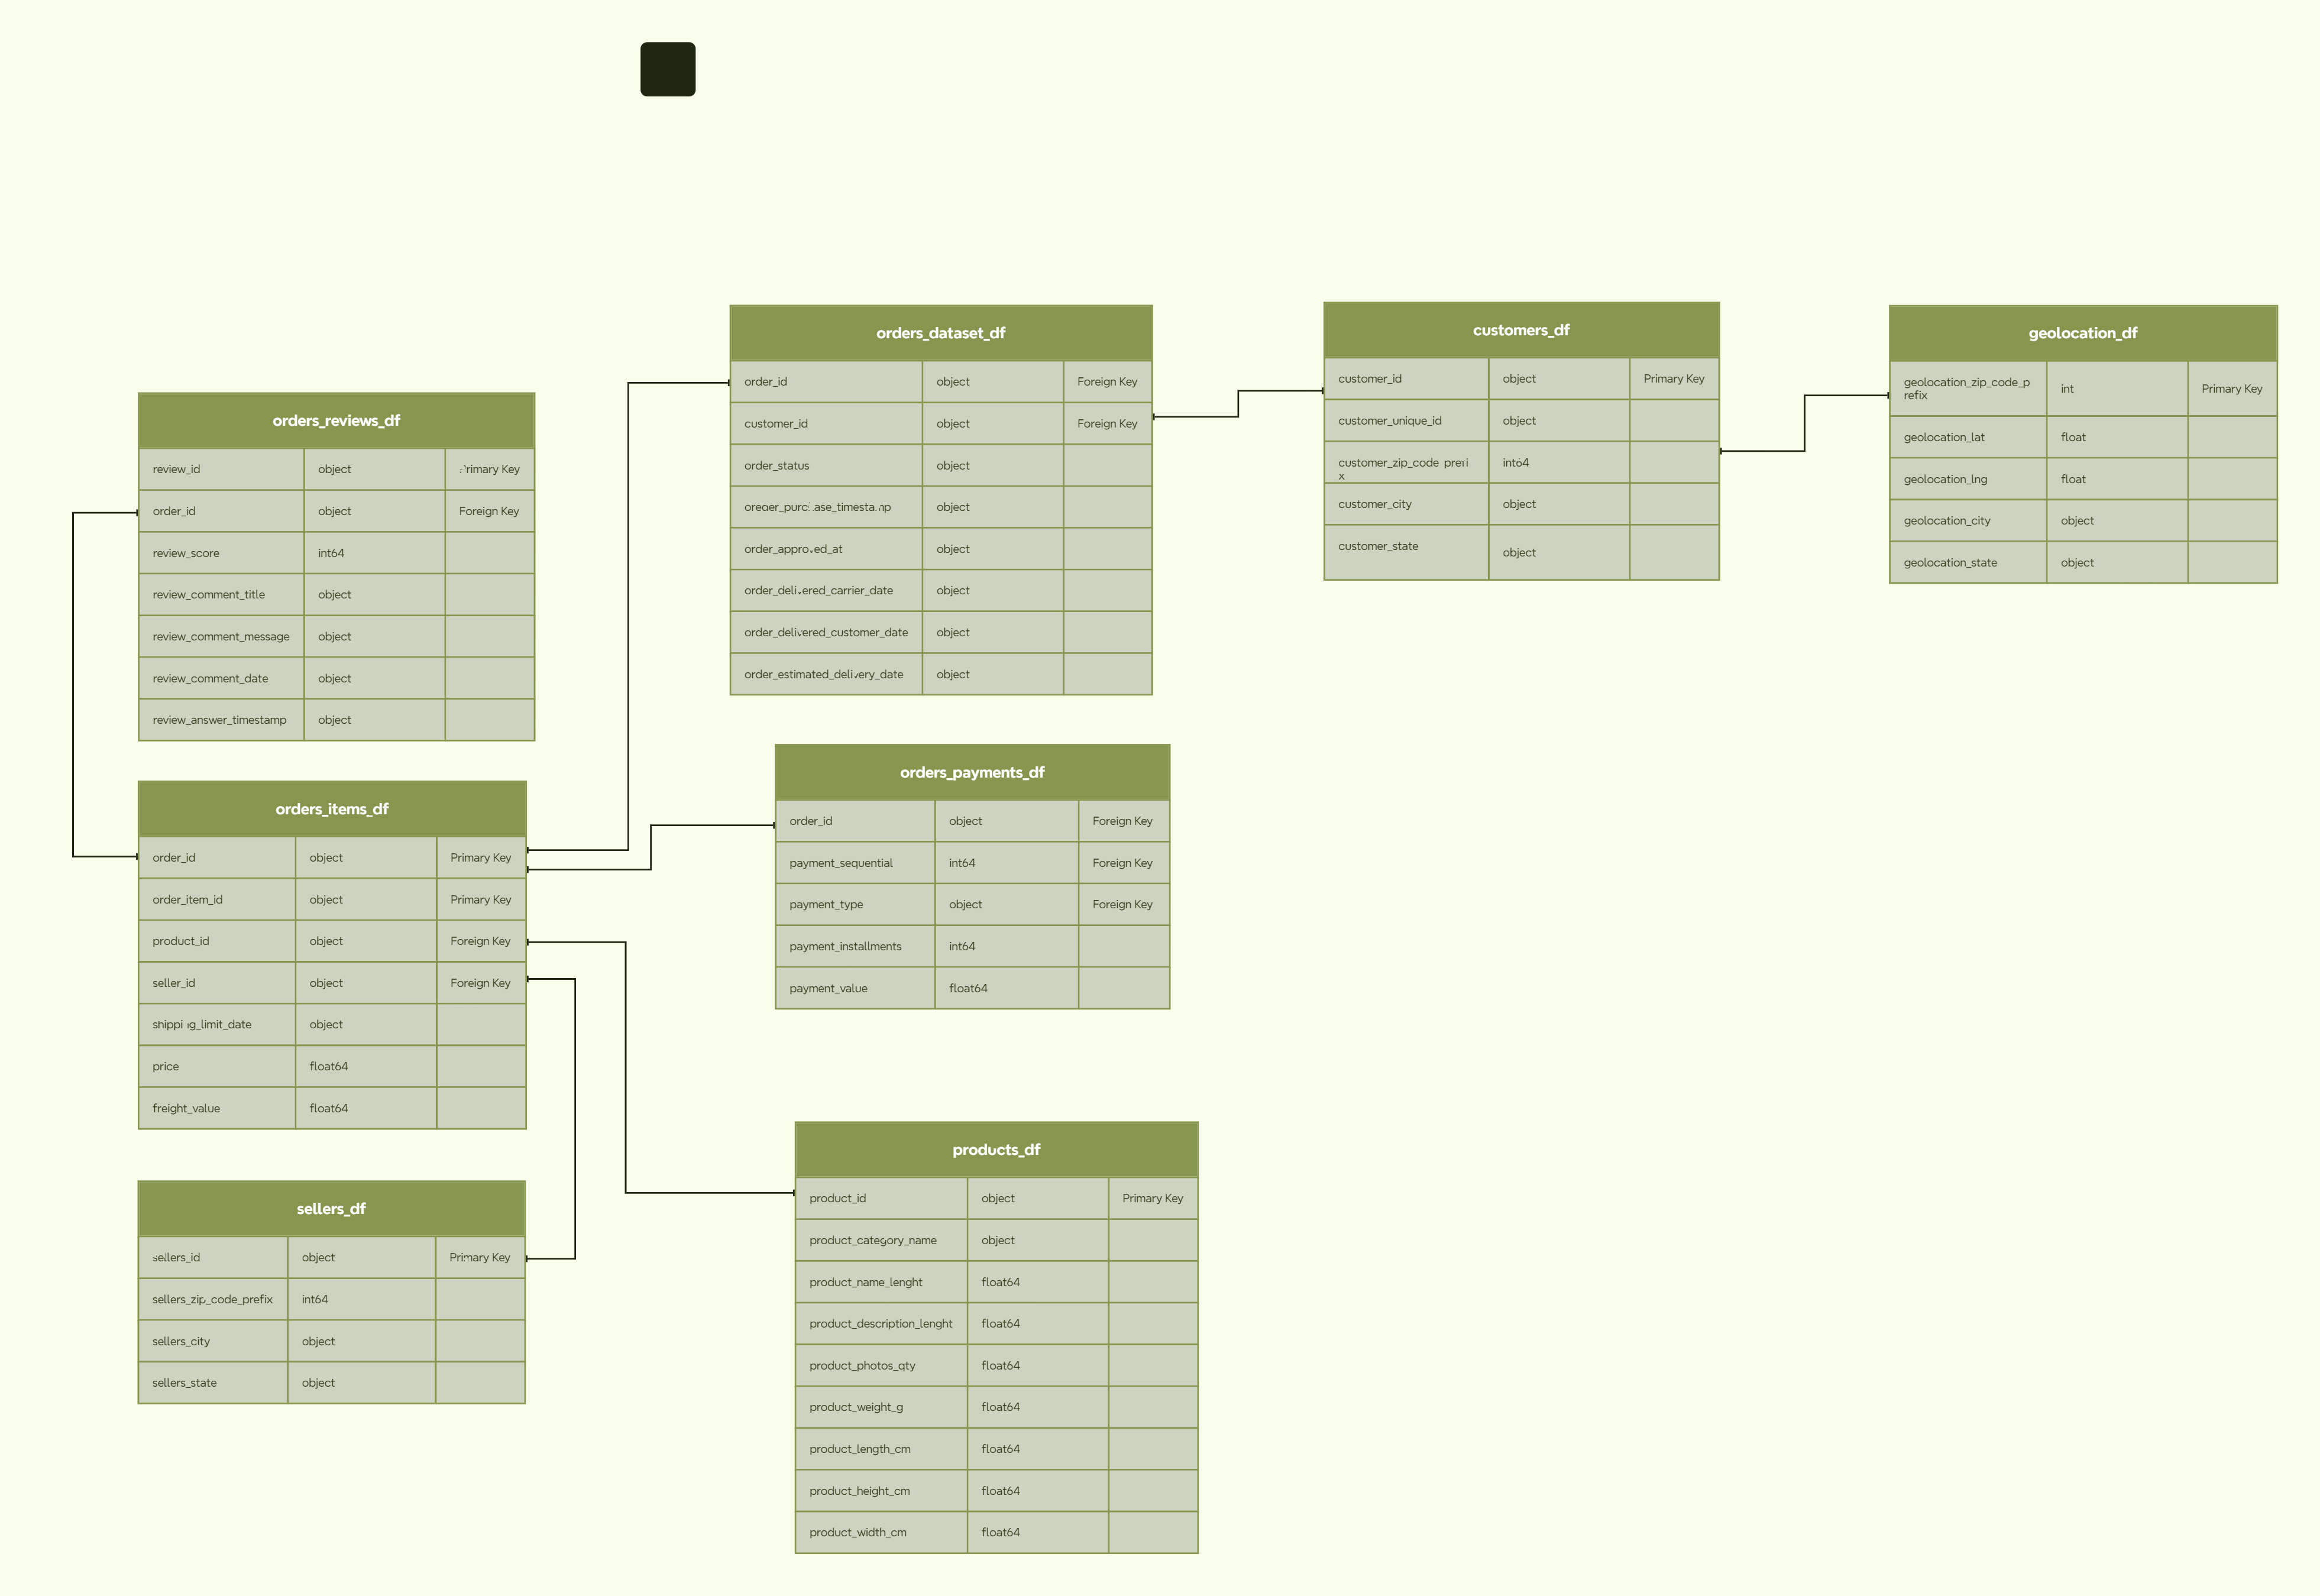 orders_dataset_df
order_id object Foreign Key
customer_id object Foreign Key
order_status object
object
order_approved_at object
order_delivered_carrier_date object
order_delivered_customer_date object
order_estimated_delivery_date object
customers_df
customer_id object Primary Key
customer_unique_id object
int64
x
customer_city object
customer_state object
geolocation_df
geolocation_zip_code_p int Primary Key
refix
geolocation_lat float
geolocation_lng float
geolocation_city object
geolocation_state object
orders_reviews_df
review_id object Primary Key
order_id object Foreign Key
review_score int64
review_comment_title object
review_comment_message object
review_comment_date object
review_answer_timestamp object
orders_items_df
order_id object Primary Key
order_item_id object Primary Key
product_id object Foreign Key
seller_id object Foreign Key
shipping_limit_date object
price float64
freight_value float64
orders_payments_df
order_id object Foreign Key
payment_sequential int64 Foreign Key
payment_type object Foreign Key
payment_installments int64
payment_value float64
sellers_df
sellers_id object Primary Key
sellers_zip_code_prefix int64
sellers_city object
sellers_state object
products_df
product_id object Primary Key
product_category_name object
product_name_lenght float64
product_description_lenght float64
product_photos_qty float64
product_weight_g float64
product_length_cm float64
product_height_cm float64
product_width_cm float64